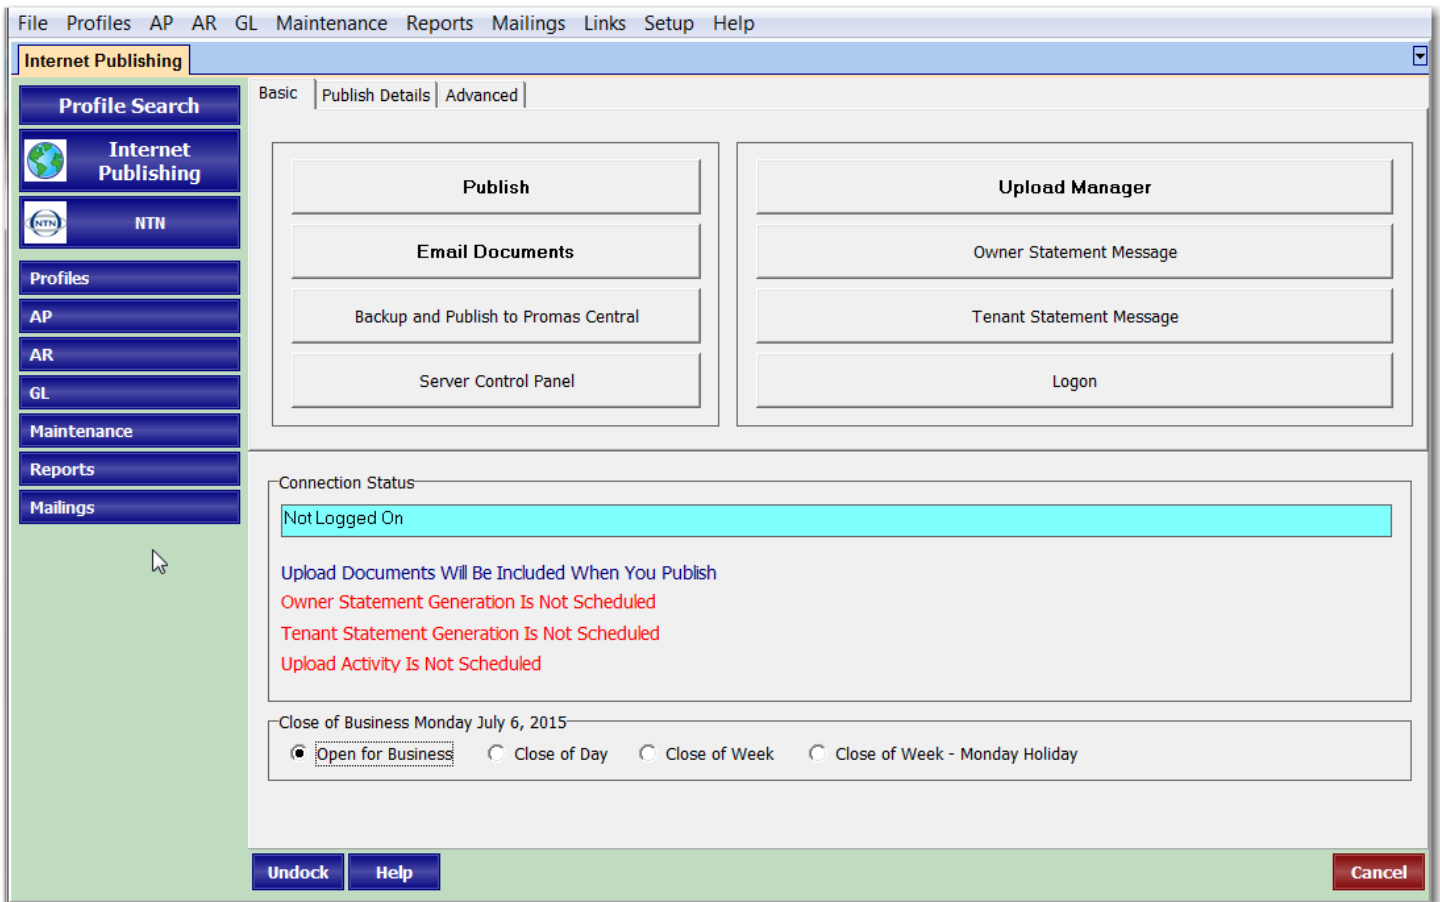 File Profiles AP AR GL Maintenance Reports Mailings Links Setup Help
Internet Publishing
Profile Search
Internet
Publishing
NTN
NTN
Profiles
AP
AR
GL
Maintenance
Reports
Mailings
Basic Publish Details Advanced
Publish
Email Documents
Backup and Publish to Promas Central
Server Control Panel
Upload Manager
Owner Statement Message
Tenant Statement Message
Logon
Connection Status
Not Logged On
Upload Documents Will Be Included When You Publish
Owner Statement Generation Is Not Scheduled
Tenant Statement Generation Is Not Scheduled
Upload Activity Is Not Scheduled
Close of Business Monday July 6, 2015
Open for Business Close of Day Close of Week Close of Week - Monday Holiday
Undock Help Cancel